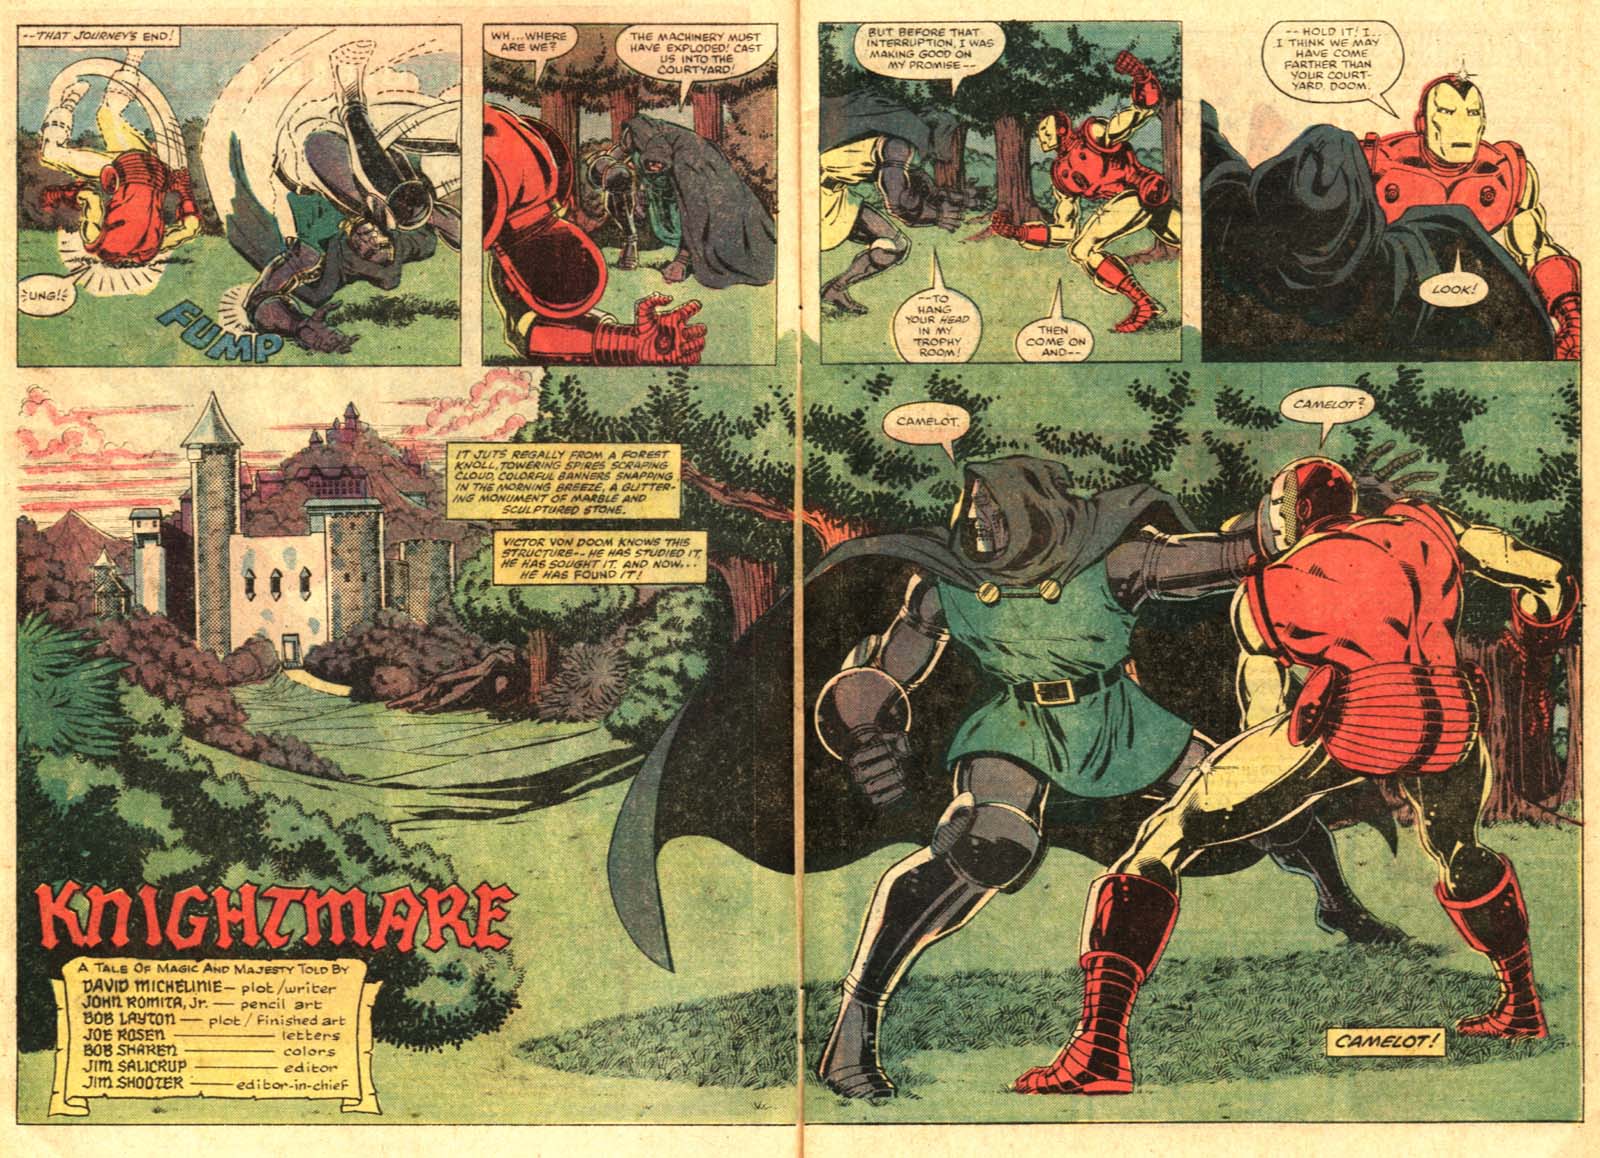 --THAT JOURNEY'S END!
UNG!
FUMP
WH...WHERE
ARE WE?
THE MACHINERY MUST
HAVE EXPLODED! CAST
US INTO THE
COURTYARD!
BUT BEFORE THAT
INTERRUPTION, I WAS
MAKING GOOD ON
MY PROMISE--
--TO
HANG
YOUR HEAD
IN MY
TROPHY
ROOM!
THEN
COME ON
AND--
--HOLD IT! I..
I THINK WE MAY
HAVE COME
FARTHER THAN
YOUR COURT-
YARD, DOOM.
LOOK!
IT JUTS REGALLY FROM A FOREST
KNOLL, TOWERING SPIRES SCRAPING
CLOUD, COLORFUL BANNERS SNAPPING
IN THE MORNING BREEZE, A GLITTER-
ING MONUMENT OF MARBLE AND
SCULPTURED STONE.
VICTOR VON DOOM KNOWS THIS
STRUCTURE-- HE HAS STUDIED IT,
HE HAS SOUGHT IT. AND NOW...
HE HAS FOUND IT!
CAMELOT.
CAMELOT?
CAMELOT!
KNIGHTMARE
A TALE OF MAGIC AND MAJESTY TOLD BY
DAVID MICHELINIE— plot/writer
JOHN ROMITA, Jr.— pencil art
BOB LAYTON— plot / finished art
JOE ROSEN— letters
BOB SHAREN— colors
JIM SALICRUP— editor
JIM SHOOTER— editor-in-chief